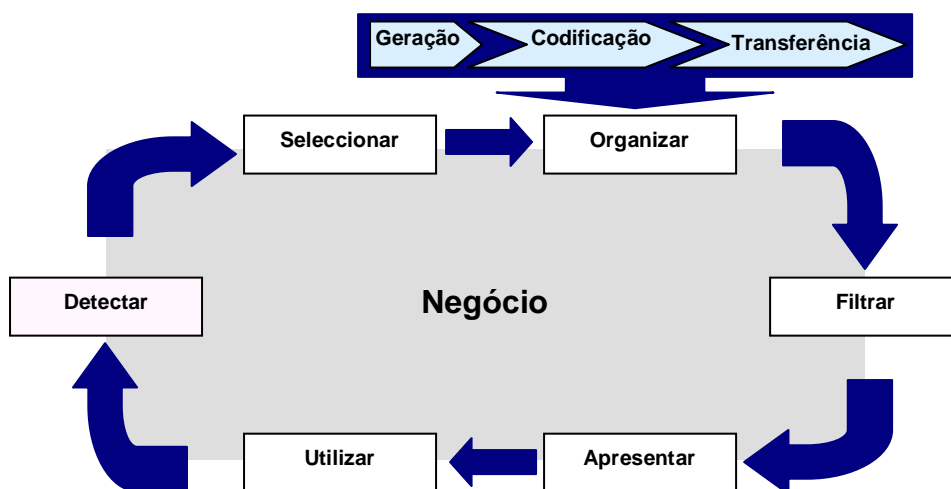 Geração
Codificação
Transferência
Seleccionar
Organizar
Detectar
Negócio
Filtrar
Utilizar
Apresentar